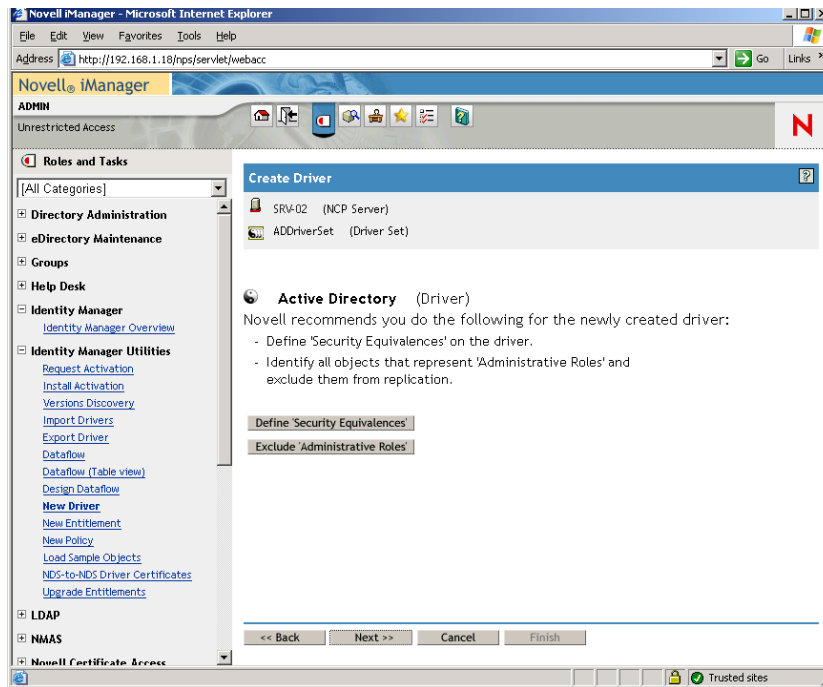 Novell iManager - Microsoft Internet Explorer
File Edit View Favorites Tools Help
Address http://192.168.1.18/nps/servlet/webacc Go Links »
Novell® iManager
ADMIN
Unrestricted Access
N
Roles and Tasks
[All Categories]
Directory Administration
eDirectory Maintenance
Groups
Help Desk
Identity Manager
Identity Manager Overview
Identity Manager Utilities
Request Activation
Install Activation
Versions Discovery
Import Drivers
Export Driver
Dataflow
Dataflow (Table view)
Design Dataflow
New Driver
New Entitlement
New Policy
Load Sample Objects
NDS-to-NDS Driver Certificates
Upgrade Entitlements
LDAP
NMAS
Novell Certificate Access
Create Driver ?
SRV-02 (NCP Server)
ADDriverSet (Driver Set)
Active Directory (Driver)
Novell recommends you do the following for the newly created driver:
- Define 'Security Equivalences' on the driver.
- Identify all objects that represent 'Administrative Roles' and
exclude them from replication.
Define 'Security Equivalences'
Exclude 'Administrative Roles'
<< Back Next >> Cancel Finish
Trusted sites